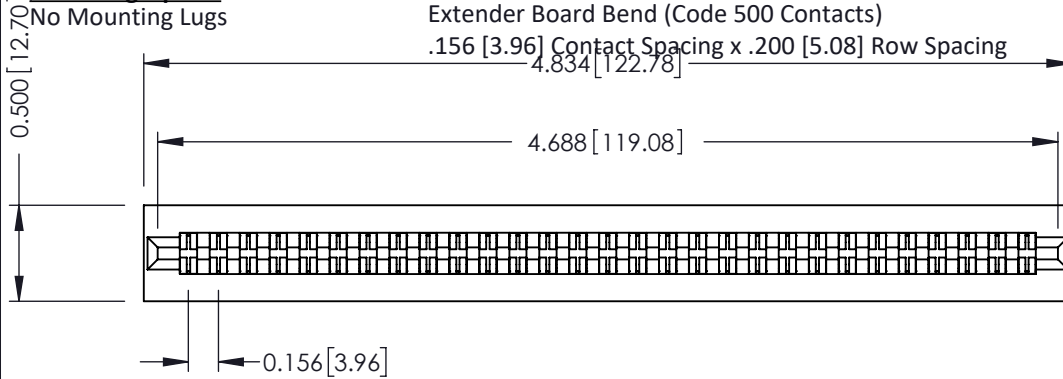 No Mounting Lugs
Extender Board Bend (Code 500 Contacts)
.156 [3.96] Contact Spacing x .200 [5.08] Row Spacing
4.834[122.78]
0.500[12.70]
4.688[119.08]
0.156[3.96]